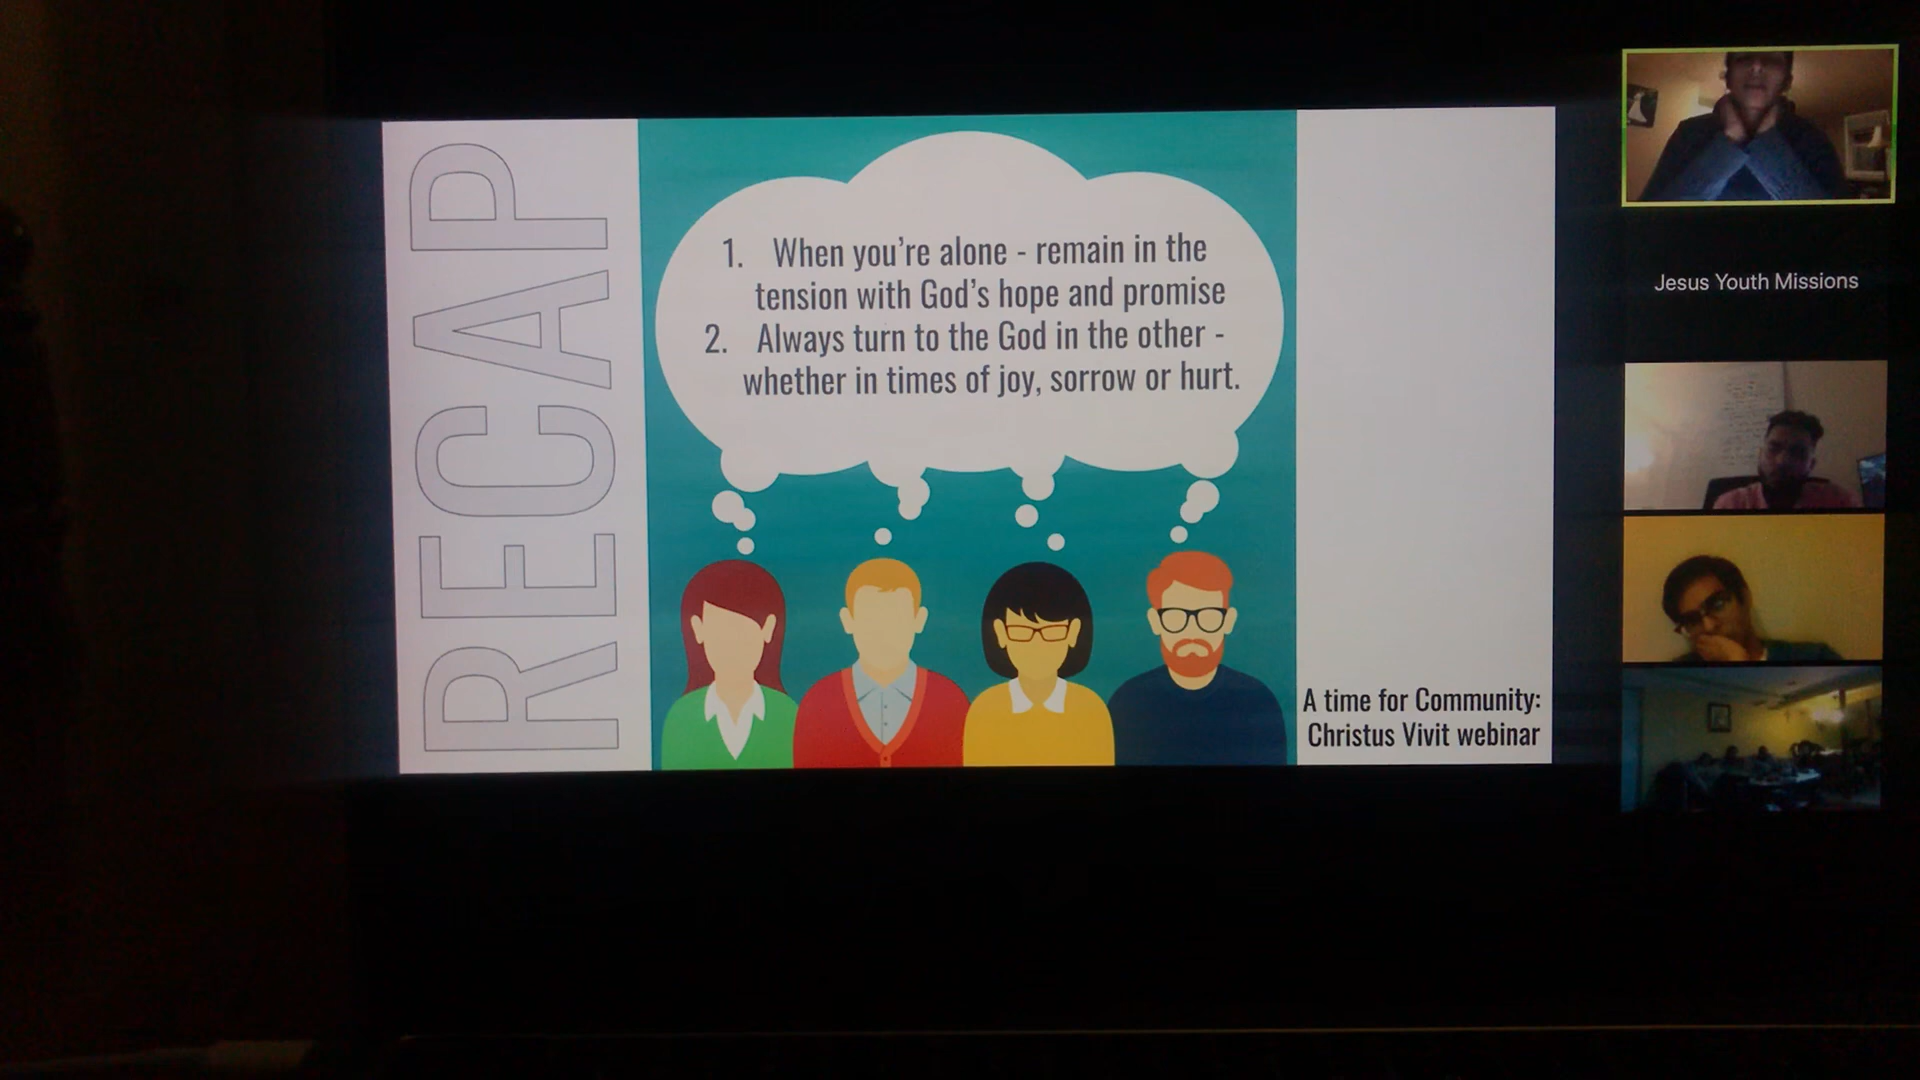 RECAP
1. When you're alone - remain in the
tension with God's hope and promise
2. Always turn to the God in the other -
whether in times of joy, sorrow or hurt.
A time for Community:
Christus Vivit webinar
Jesus Youth Missions